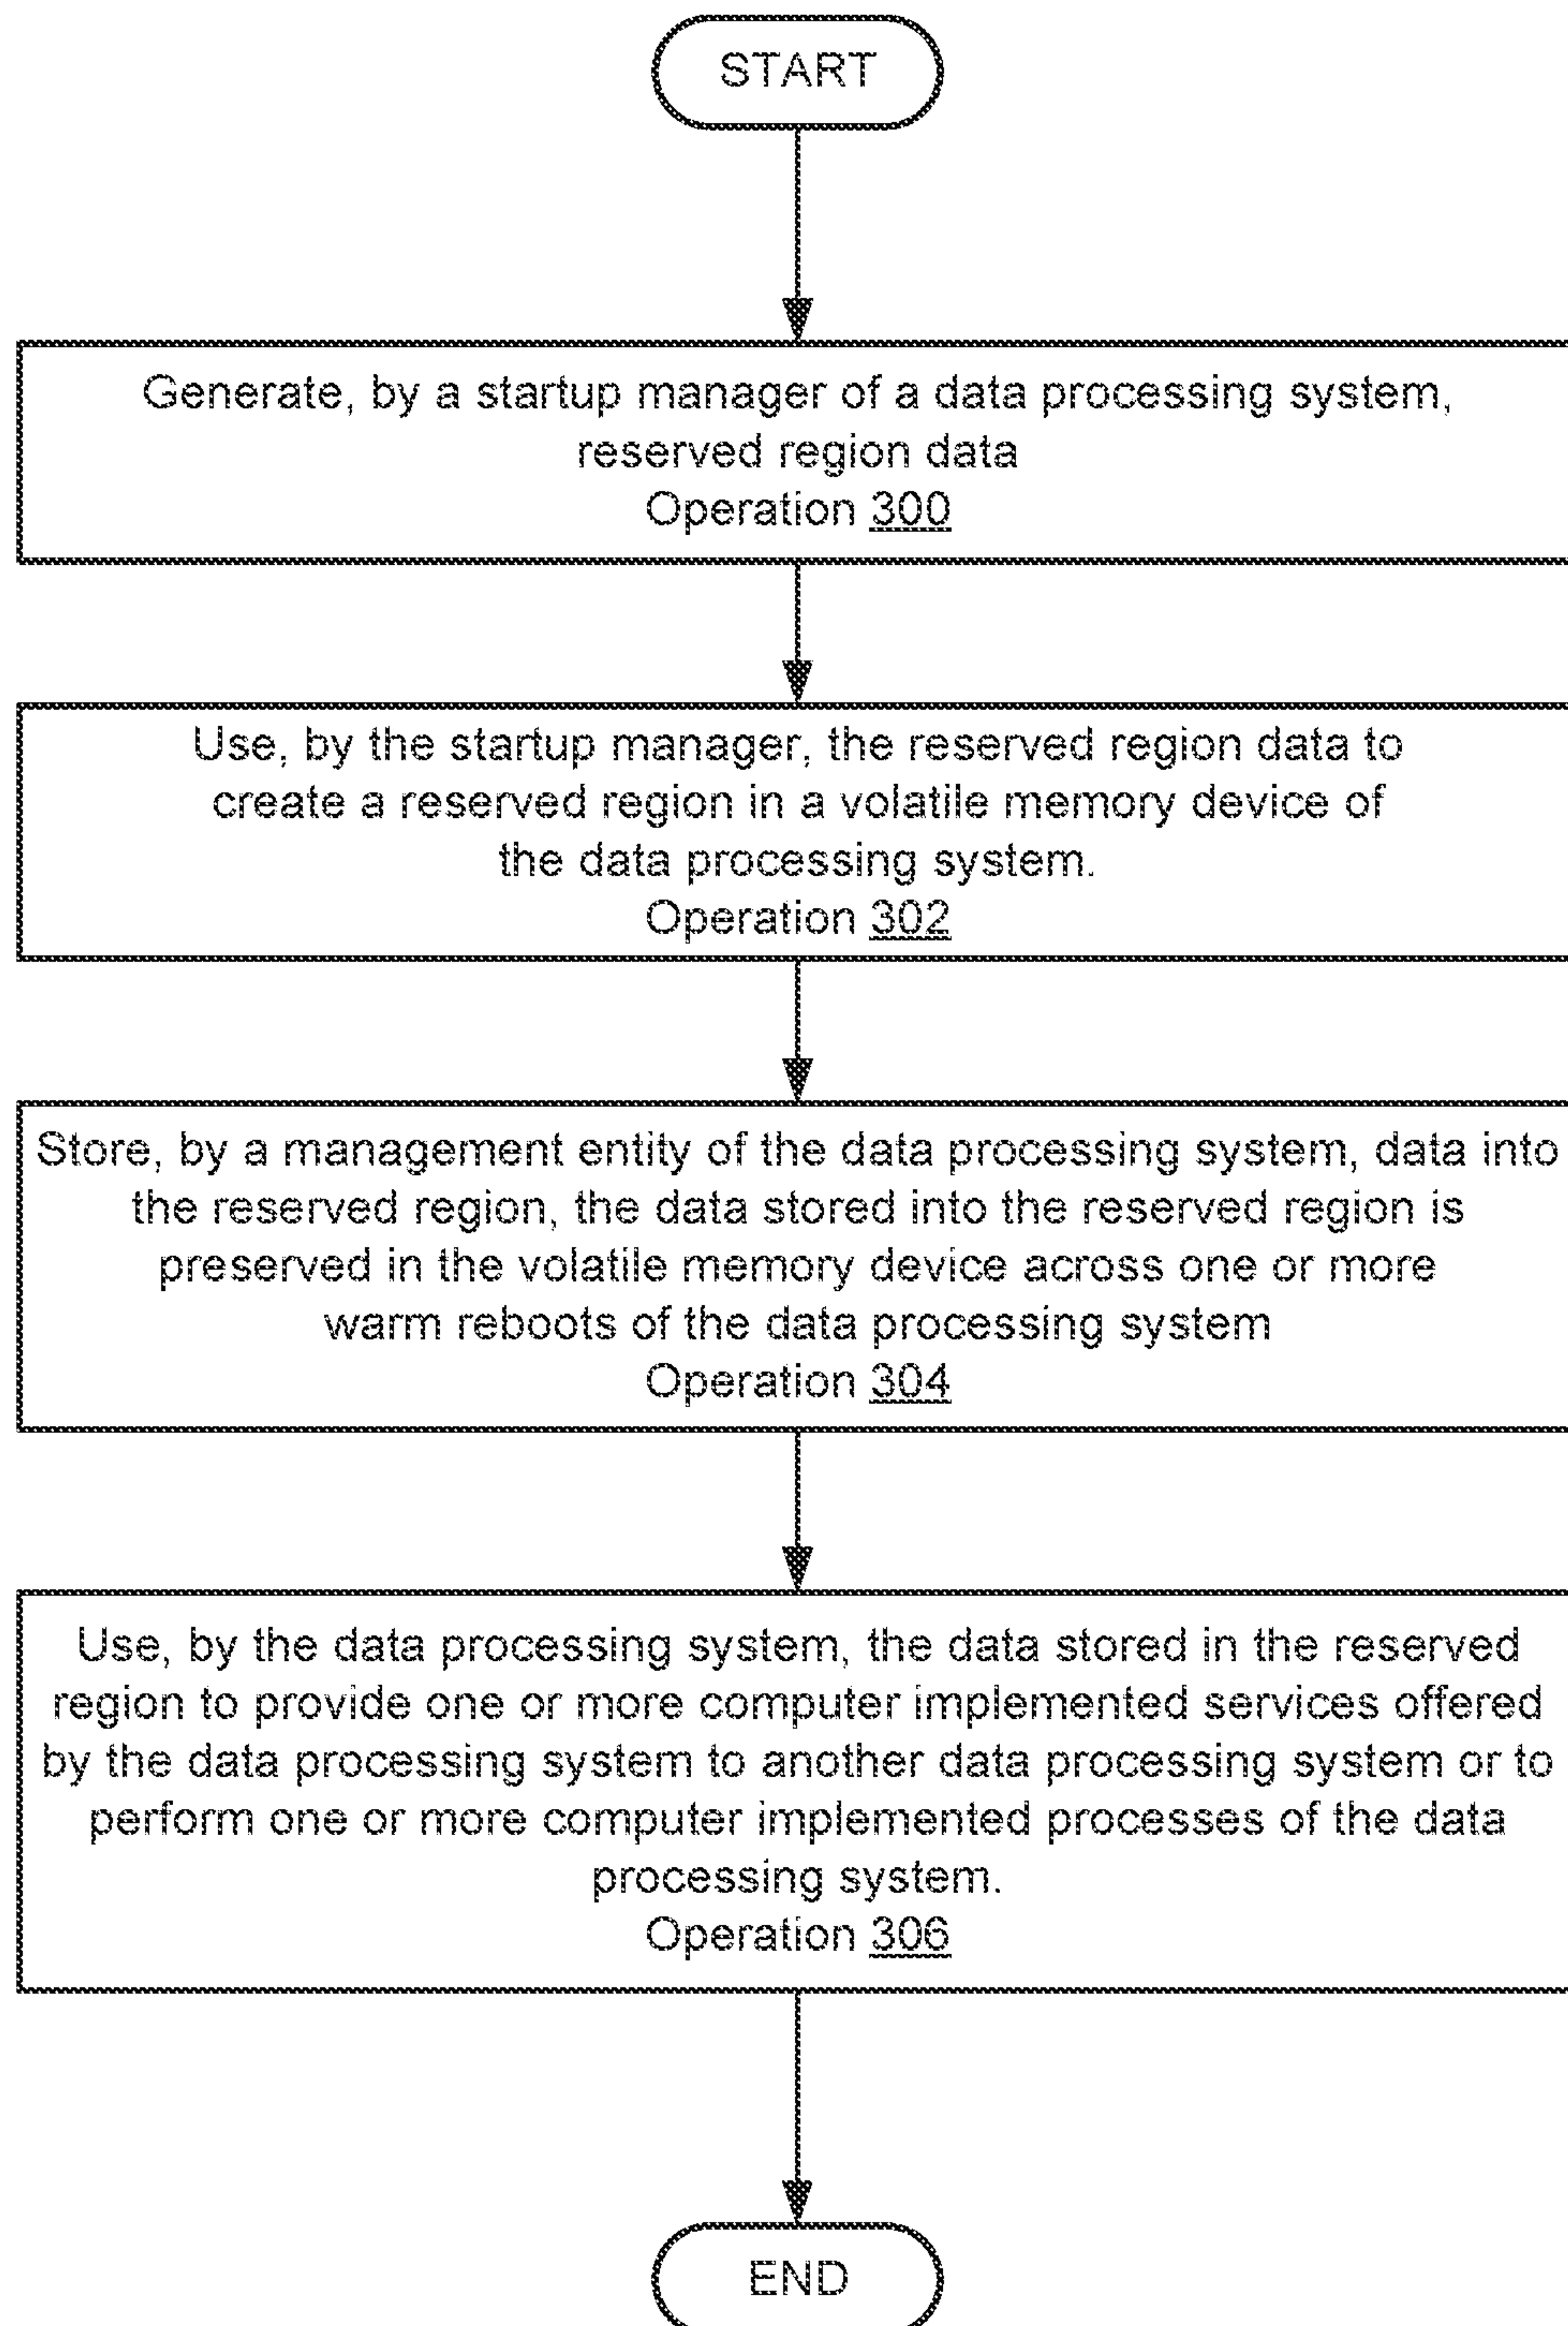 START
Generate, by a startup manager of a data processing system,
reserved region data
Operation 300
Use, by the startup manager, the reserved region data to
create a reserved region in a volatile memory device of
the data processing system.
Operation 302
Store, by a management entity of the data processing system, data into
the reserved region, the data stored into the reserved region is
preserved in the volatile memory device across one or more
warm reboots of the data processing system
Operation 304
Use, by the data processing system, the data stored in the reserved
region to provide one or more computer implemented services offered
by the data processing system to another data processing system or to
perform one or more computer implemented processes of the data
processing system.
Operation 306
END